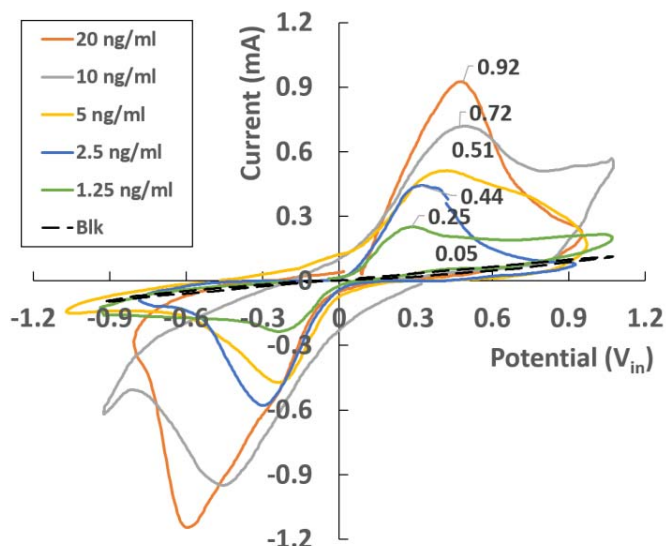 20 ng/ml
10 ng/ml
5 ng/ml
2.5 ng/ml
1.25 ng/ml
Blk
Current (mA)
1.2
0.9
0.6
0.3
0
-0.3
-0.6
-0.9
-1.2
0.92
0.72
0.51
0.44
0.25
0.05
-1.2 -0.9 -0.6 -0.3 0 0.3 0.6 0.9 1.2
Potential (Vin)